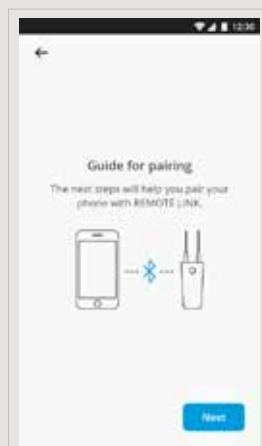 12:30
Guide for pairing
The next steps will help you pair your
phone with REMOTE LINK.
Next